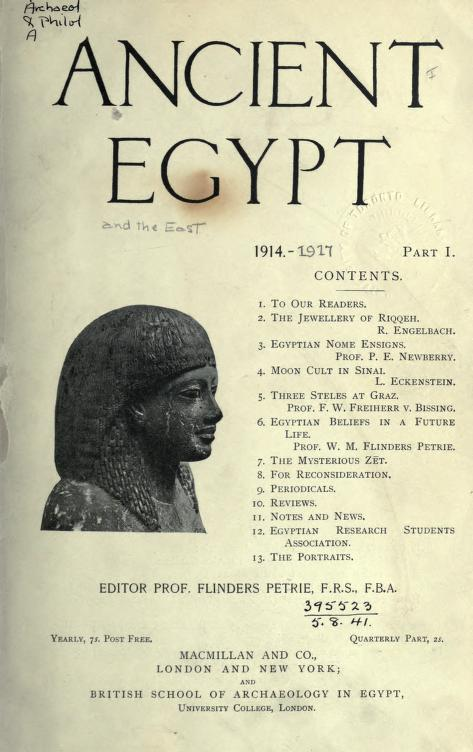 Archaeol
& Philol
A
ANCIENT
EGYPT
and the East
1914.-1917 PART I.
CONTENTS.
1. TO OUR READERS.
2. THE JEWELLERY OF RIQQEH.
R. ENGELBACH.
3. EGYPTIAN NOME ENSIGNS.
PROF. P. E. NEWBERRY.
4. MOON CULT IN SINAI.
L. ECKENSTEIN.
5. THREE STELES AT GRAZ.
PROF. F. W. FREIHERR V. BISSING.
6. EGYPTIAN BELIEFS IN A FUTURE
LIFE.
PROF. W. M. FLINDERS PETRIE.
7. THE MYSTERIOUS ZĒT.
8. FOR RECONSIDERATION.
9. PERIODICALS.
10. REVIEWS.
11. NOTES AND NEWS.
12. EGYPTIAN RESEARCH STUDENTS
ASSOCIATION.
13. THE PORTRAITS.
EDITOR PROF. FLINDERS PETRIE, F.R.S., F.B.A.
395523
5.8.41.
YEARLY, 7s. POST FREE. QUARTERLY PART, 2s.
MACMILLAN AND CO.,
LONDON AND NEW YORK;
AND
BRITISH SCHOOL OF ARCHAEOLOGY IN EGYPT,
UNIVERSITY COLLEGE, LONDON.